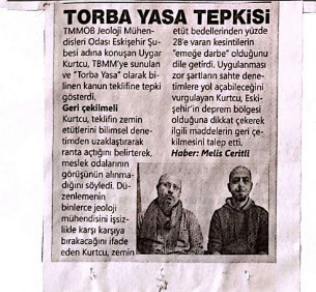 TORBA YASA TEPKİSİ
TMMOB Jeoloji Mühen-
disleri Odası Eskişehir Şu-
besi adına konuşan Uygar
Kurtcu, TBMM'ye sunulan
ve "Torba Yasa" olarak bi-
linen kanun teklifine tepki
gösterdi.
Geri çekilmeli
Kurtcu, teklifin zemin
etütlerini bilimsel dene-
timden uzaklaştırarak
ranta açtığını belirterek,
meslek odalarının
görüşünün alınma-
dığını söyledi. Dü-
zenlemenin
binlerce jeoloji
mühendisini işsiz-
likle karşı karşıya
bırakacağını ifade
eden Kurtcu, zemin
etüt bedellerinden yüzde
28'e varan kesintilerin
"emeğe darbe" olduğunu
dile getirdi. Uygulanması
zor şartların sahte dene-
timlere yol açabileceğini
vurgulayan Kurtcu, Eski-
şehir'in deprem bölgesi
olduğuna dikkat çekerek
ilgili maddelerin geri çe-
kilmesini talep etti.
Haber: Melis Ceritli